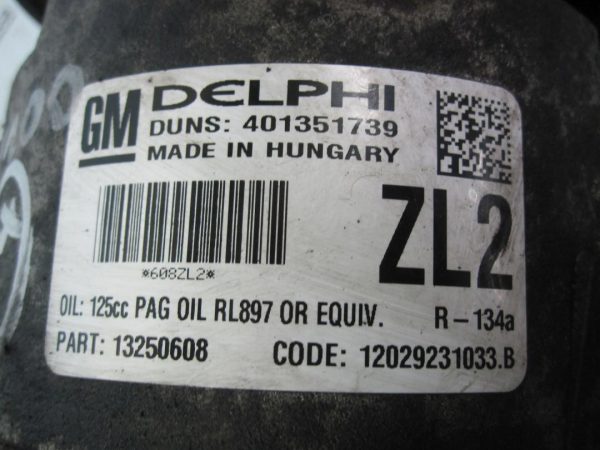 GM DELPHI
DUNS: 401351739
MADE IN HUNGARY
ZL2
*608ZL2*
OIL: 125cc PAG OIL RL897 OR EQUIV. R-134a
PART: 13250608 CODE: 12029231033.B